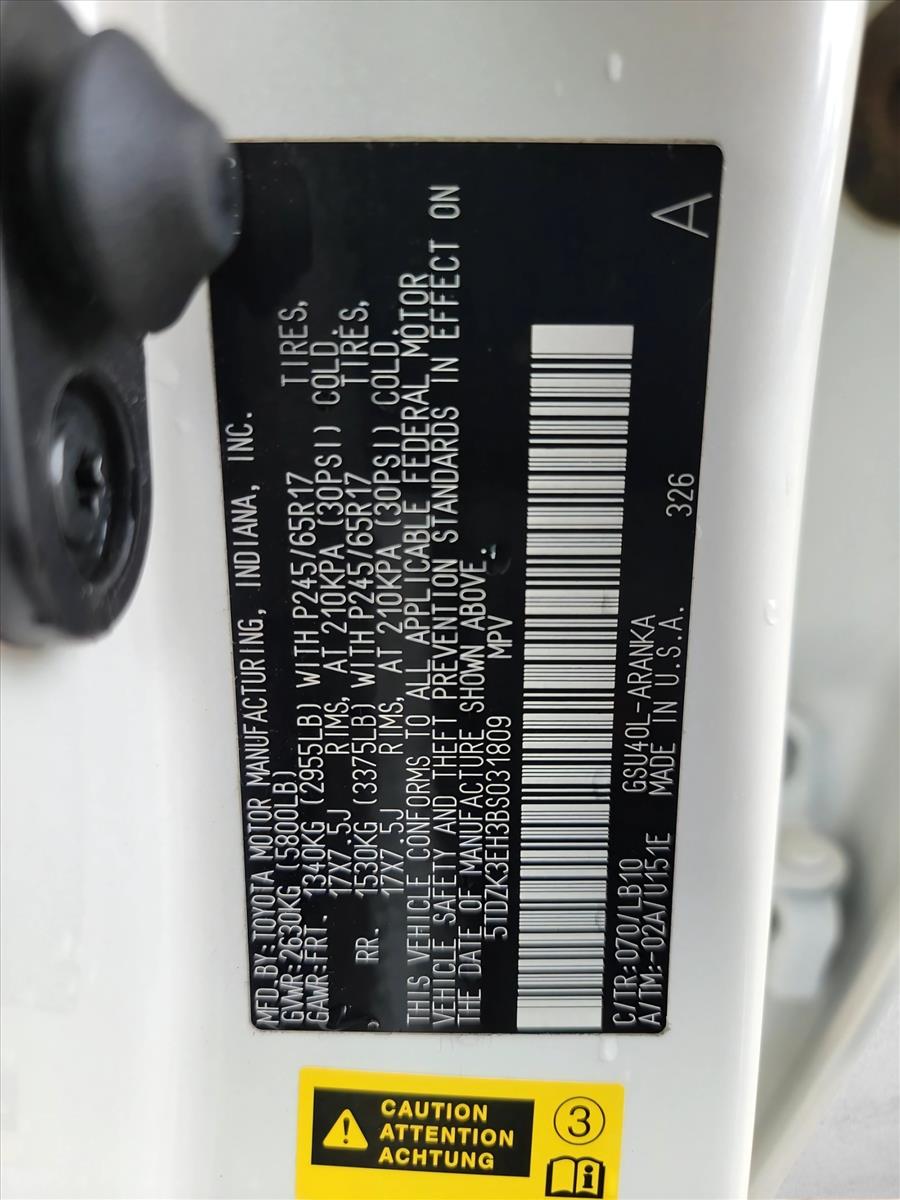 MFD.BY:TOYOTA MOTOR MANUFACTURING, INDIANA, INC.
GVWR:2630KG (5800LB)
GAWR:FRT. 1340KG (2955LB) WITH P245/65R17 TIRES,
17X7.5J RIMS, AT 210KPA (30PSI) COLD.
, RR. 1530KG (3375LB) WITH P245/65R17 TIRES,
17X7.5J RIMS, AT 210KPA (30PSI) COLD.
THIS VEHICLE CONFORMS TO ALL APPLICABLE FEDERAL MOTOR
VEHICLE SAFETY AND THEFT PREVENTION STANDARDS IN EFFECT ON
THE DATE OF MANUFACTURE SHOWN ABOVE.
5TDZK3EH3BS031809 MPV
C/TR:070/LB10 GSU40L-ARANKA 326
A/TM:-02A/U151E MADE IN U.S.A. A
CAUTION
ATTENTION
ACHTUNG
3
i